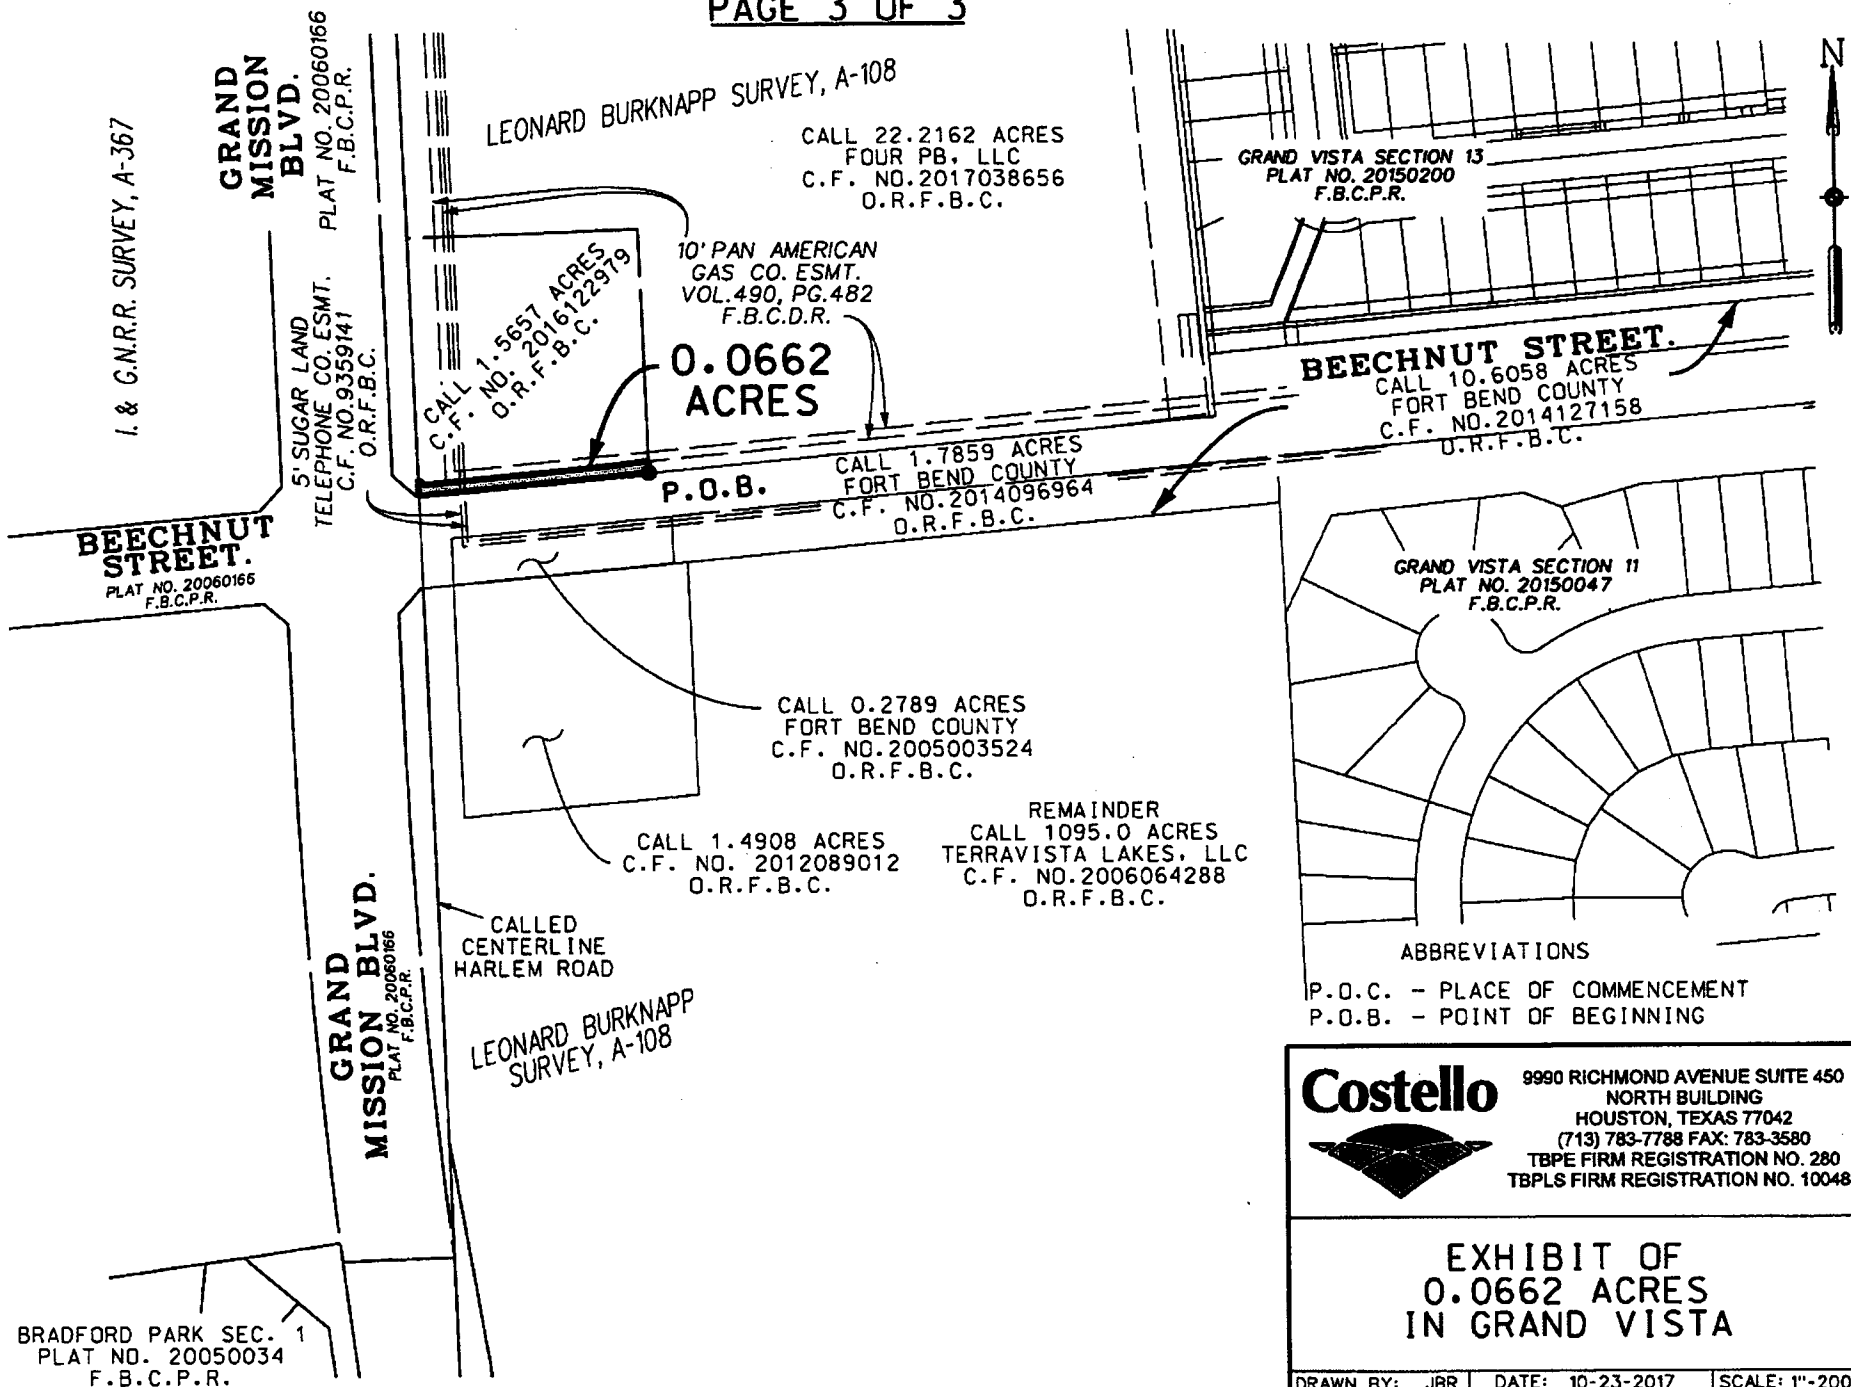 PAGE 3 OF 3
GRAND
MISSION
BLVD.
PLAT NO. 20060166
F.B.C.P.R.
I. & G.N.R.R. SURVEY, A-367
LEONARD BURKNAPP SURVEY, A-108
CALL 22.2162 ACRES
FOUR PB, LLC
C.F. NO.2017038656
O.R.F.B.C.
GRAND VISTA SECTION 13
PLAT NO. 20150200
F.B.C.P.R.
N
10' PAN AMERICAN
GAS CO. ESMT.
VOL.490, PG.482
F.B.C.D.R.
CALL 1.5657 ACRES
C.F. NO. 2016122979
O.R.F.B.C.
5' SUGAR LAND
TELEPHONE CO. ESMT.
C.F. NO.9359141
O.R.F.B.C.
0.0662
ACRES
BEECHNUT STREET.
CALL 10.6058 ACRES
FORT BEND COUNTY
C.F. NO.2014127158
O.R.F.B.C.
P.O.B.
CALL 1.7859 ACRES
FORT BEND COUNTY
C.F. NO.2014096964
O.R.F.B.C.
BEECHNUT
STREET.
PLAT NO. 20060166
F.B.C.P.R.
GRAND VISTA SECTION 11
PLAT NO. 20150047
F.B.C.P.R.
CALL 0.2789 ACRES
FORT BEND COUNTY
C.F. NO.2005003524
O.R.F.B.C.
CALL 1.4908 ACRES
C.F. NO. 2012089012
O.R.F.B.C.
REMAINDER
CALL 1095.0 ACRES
TERRAVISTA LAKES, LLC
C.F. NO.2006064288
O.R.F.B.C.
CALLED
CENTERLINE
HARLEM ROAD
GRAND
MISSION BLVD.
PLAT NO. 20060166
F.B.C.P.R.
LEONARD BURKNAPP
SURVEY, A-108
ABBREVIATIONS
P.O.C. - PLACE OF COMMENCEMENT
P.O.B. - POINT OF BEGINNING
Costello
9990 RICHMOND AVENUE SUITE 450
NORTH BUILDING
HOUSTON, TEXAS 77042
(713) 783-7788 FAX: 783-3580
TBPE FIRM REGISTRATION NO. 280
TBPLS FIRM REGISTRATION NO. 10048
EXHIBIT OF
0.0662 ACRES
IN GRAND VISTA
BRADFORD PARK SEC. 1
PLAT NO. 20050034
F.B.C.P.R.
DRAWN BY: JBR
DATE: 10-23-2017
SCALE: 1"-200